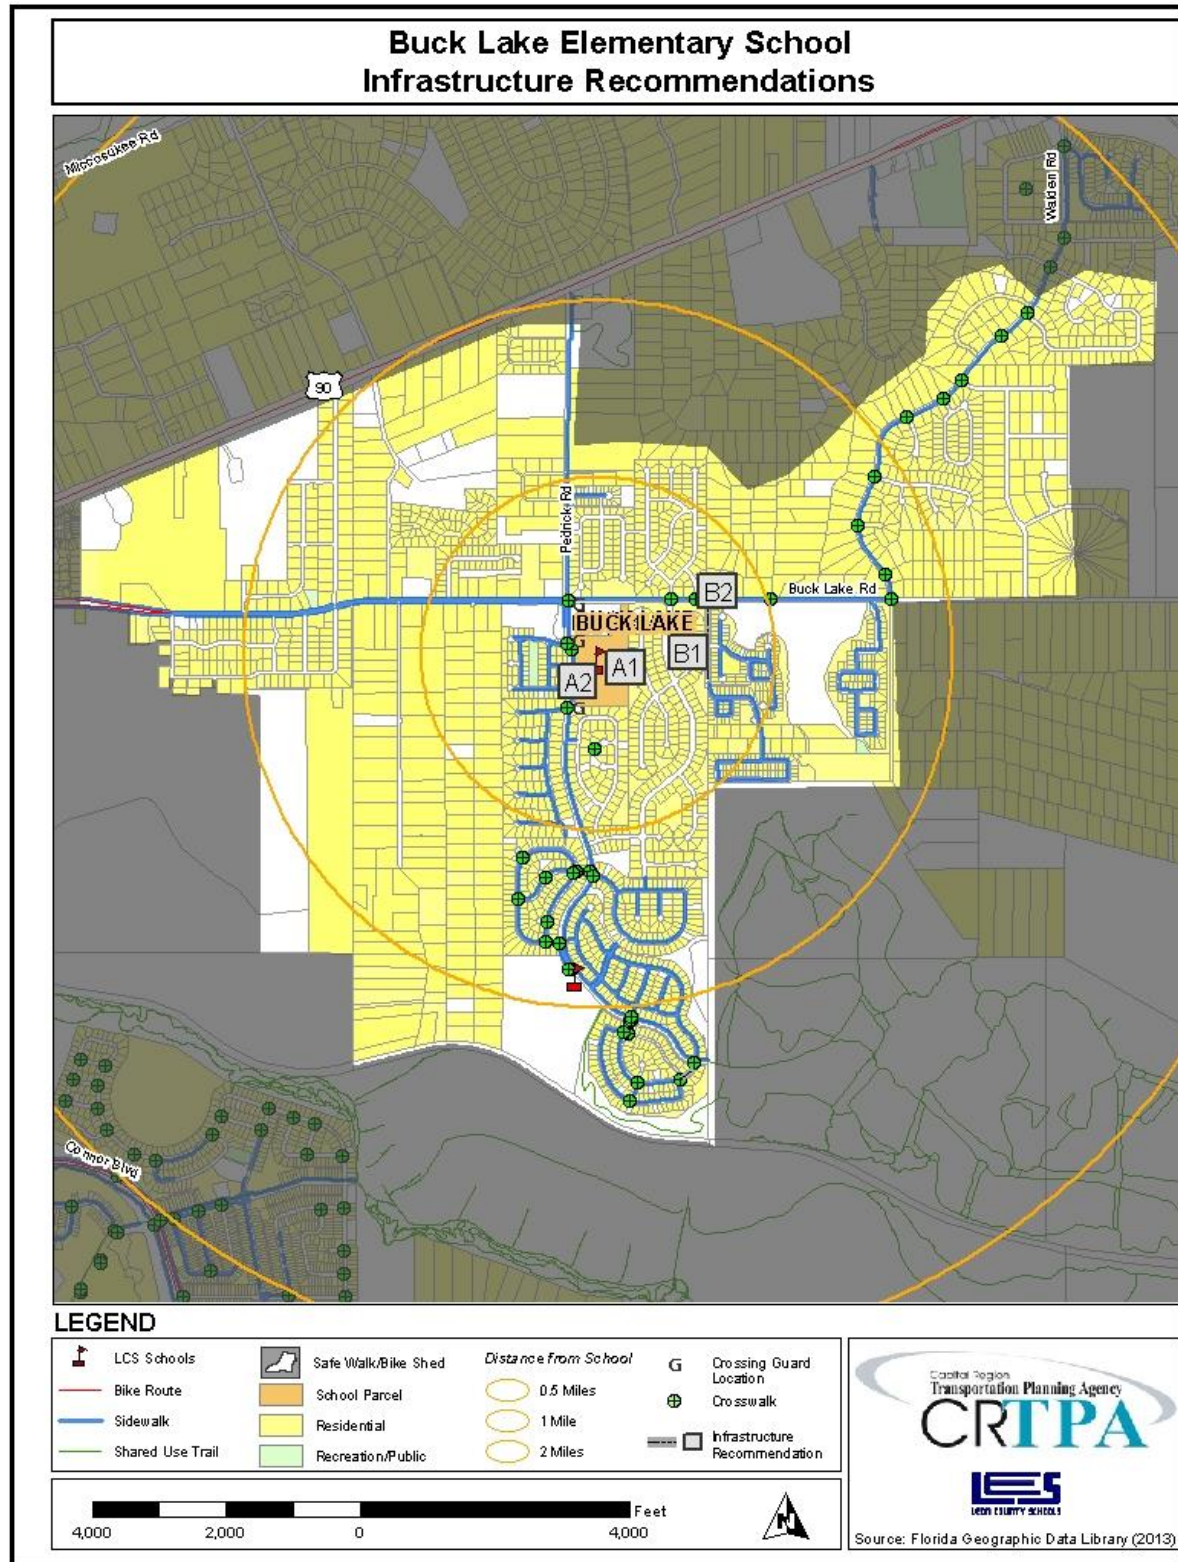 Buck Lake Elementary School
Infrastructure Recommendations
Miccosukee Rd
Walden Rd
90
Pedrick Rd
Buck Lake Rd
B2
G
BUCK LAKE
G
B1
A1
A2
G
Connor Blvd
LEGEND
LCS Schools
Bike Route
Sidewalk
Shared Use Trail
Safe Walk/Bike Shed
School Parcel
Residential
Recreation/Public
Distance from School
0.5 Miles
1 Mile
2 Miles
G
Crossing Guard
Location
Crosswalk
Infrastructure
Recommendation
4,000
2,000
0
4,000
Feet
N
Capital Region
Transportation Planning Agency
CRTPA
LCS
LEON COUNTY SCHOOLS
Source: Florida Geographic Data Library (2013)